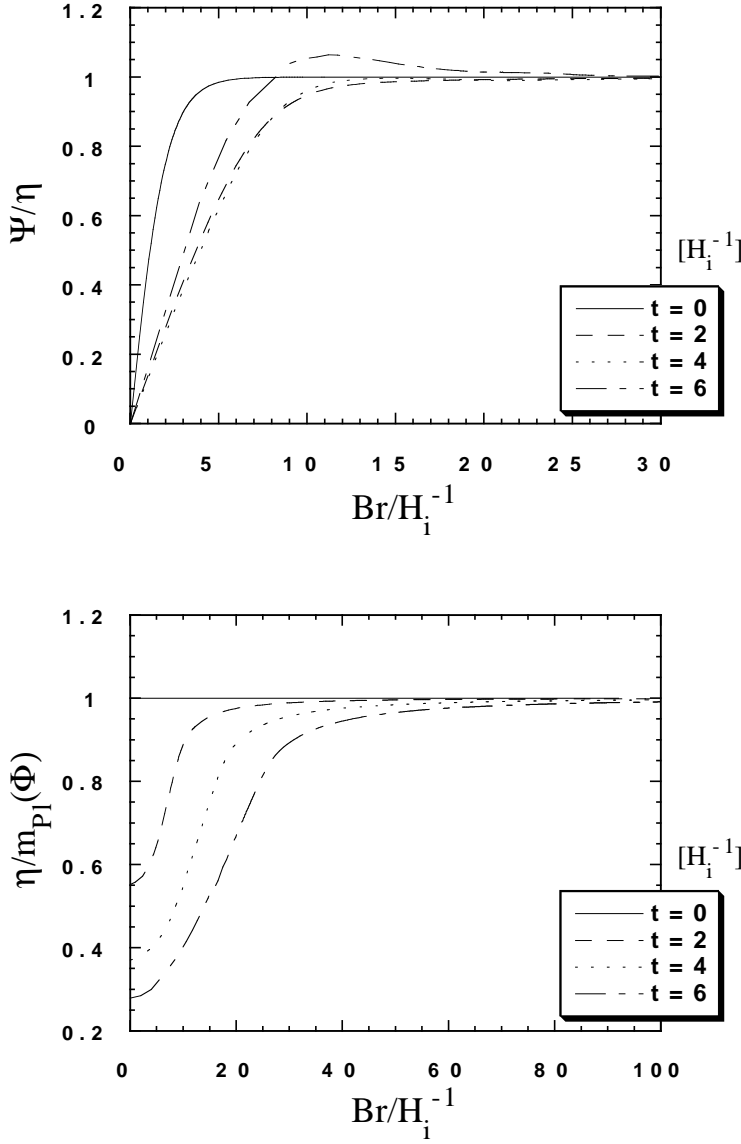 1.2
1
0.8
0.6
0.4
0.2
0
Ψ/η
0 5 10 15 20 25 30
Br/H_i^-1
[H_i^-1]
t = 0
t = 2
t = 4
t = 6
1.2
1
0.8
0.6
0.4
0.2
η/m_Pl(Φ)
0 20 40 60 80 100
Br/H_i^-1
[H_i^-1]
t = 0
t = 2
t = 4
t = 6